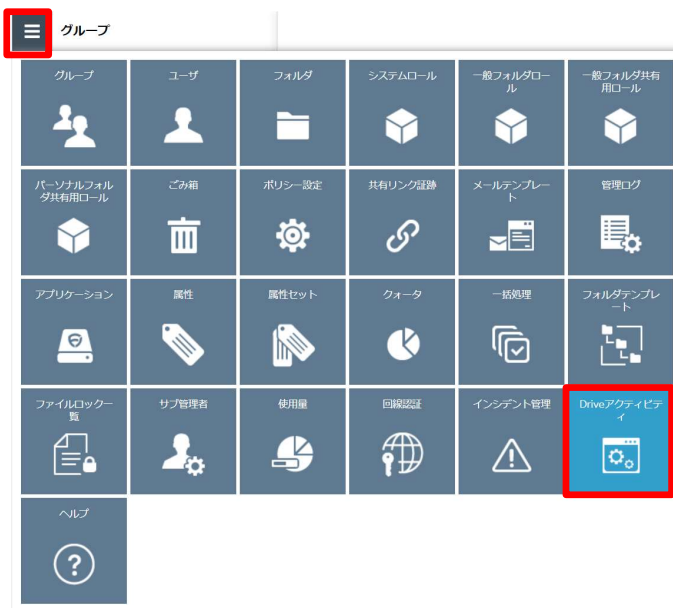 グループ
グループ
ユーザ
フォルダ
システムロール
一般フォルダロー
ル
一般フォルダ共有
用ロール
パーソナルフォル
ダ共有用ロール
ごみ箱
ポリシー設定
共有リンク証跡
メールテンプレー
ト
管理ログ
アプリケーション
属性
属性セット
クォータ
一括処理
フォルダテンプレ
ート
ファイルロック一
覧
サブ管理者
使用量
回線認証
インシデント管理
Driveアクティビテ
ィ
ヘルプ